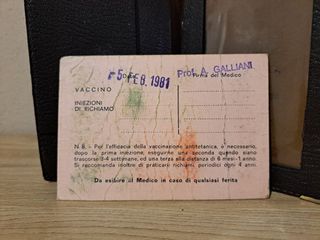 Data
Firma del Medico
-5 FEB. 1981
Prof. A. GALLIANI
VACCINO
INIEZIONI
DI RICHIAMO
N B. - Per l'efficacia della vaccinazione antitetanica, è necessario,
dopo la prima iniezione, eseguirne una seconda quando siano
trascorse 3-4 settimane, ed una terza alla distanza di 6 mesi - 1 anno.
Si raccomanda inoltre di praticare richiami, periodici ogni 4 anni.
Da esibire al Medico in caso di qualsiasi ferita